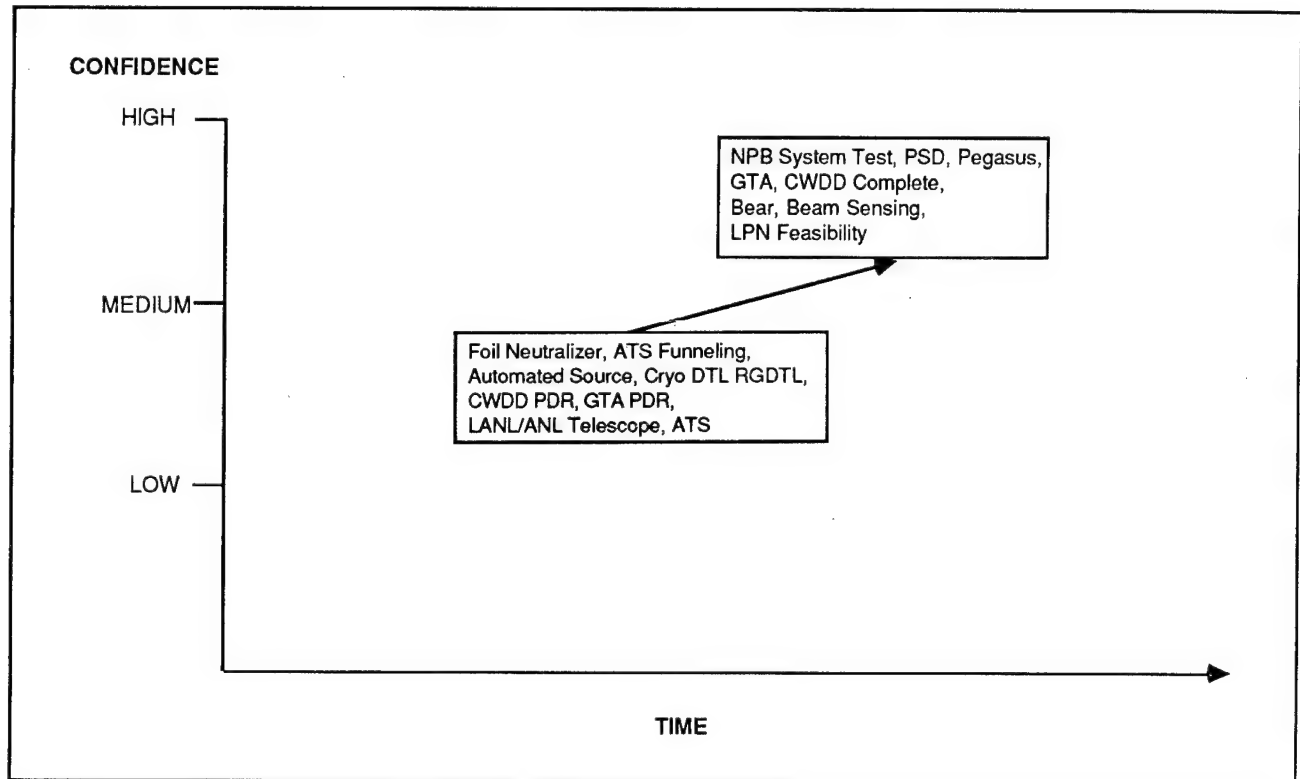 CONFIDENCE
HIGH
NPB System Test, PSD, Pegasus,
GTA, CWDD Complete,
Bear, Beam Sensing,
LPN Feasibility
MEDIUM
Foil Neutralizer, ATS Funneling,
Automated Source, Cryo DTL RGDTL,
CWDD PDR, GTA PDR,
LANL/ANL Telescope, ATS
LOW
TIME